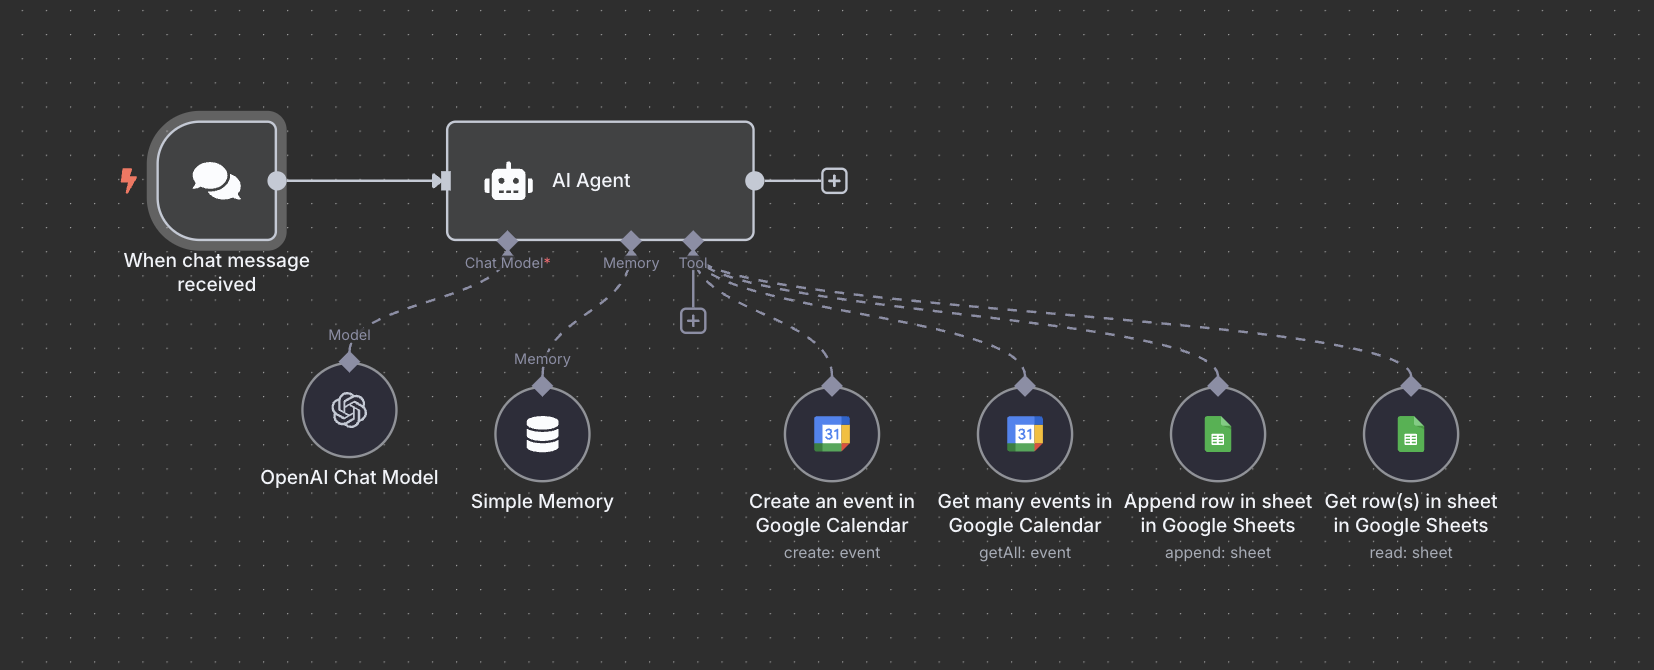 AI Agent
When chat message
received
Chat Model*
Memory
Tool
Model
Memory
OpenAI Chat Model
Simple Memory
31
31
Create an event in
Google Calendar
create: event
Get many events in
Google Calendar
getAll: event
Append row in sheet
in Google Sheets
append: sheet
Get row(s) in sheet
in Google Sheets
read: sheet